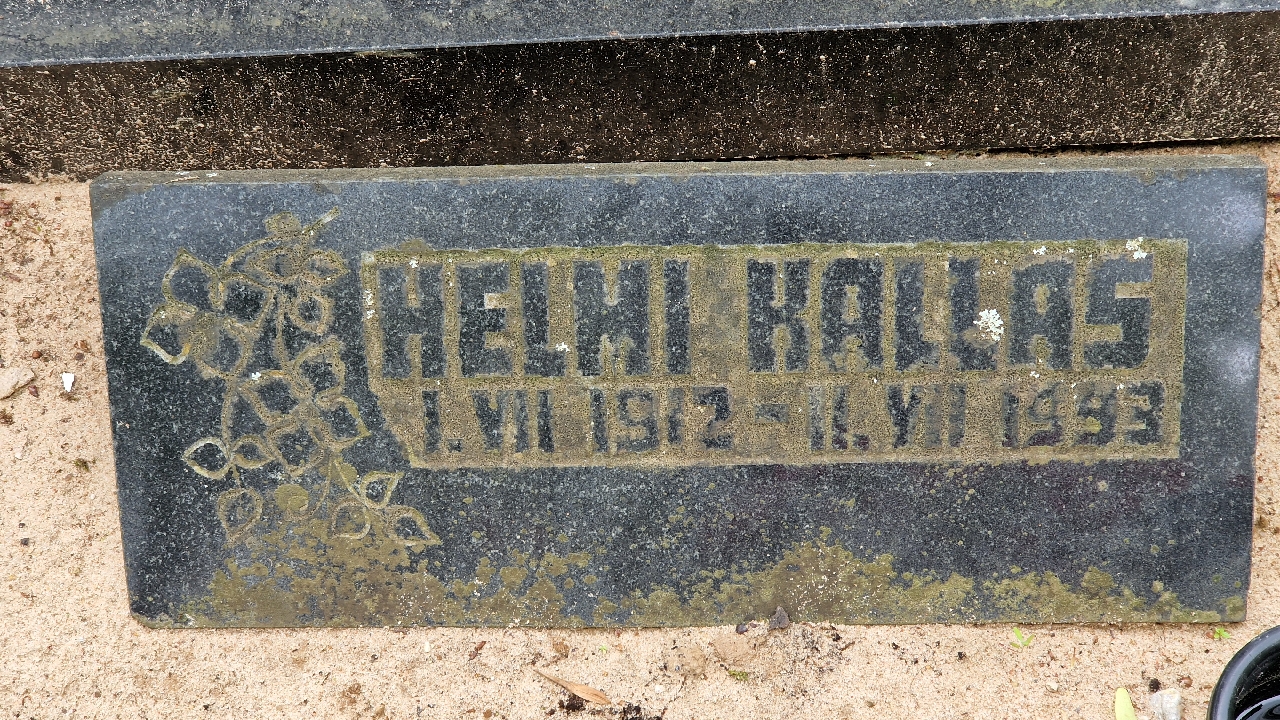 HELMI KALLAS
1. VII 1912 - 11. VII 1993